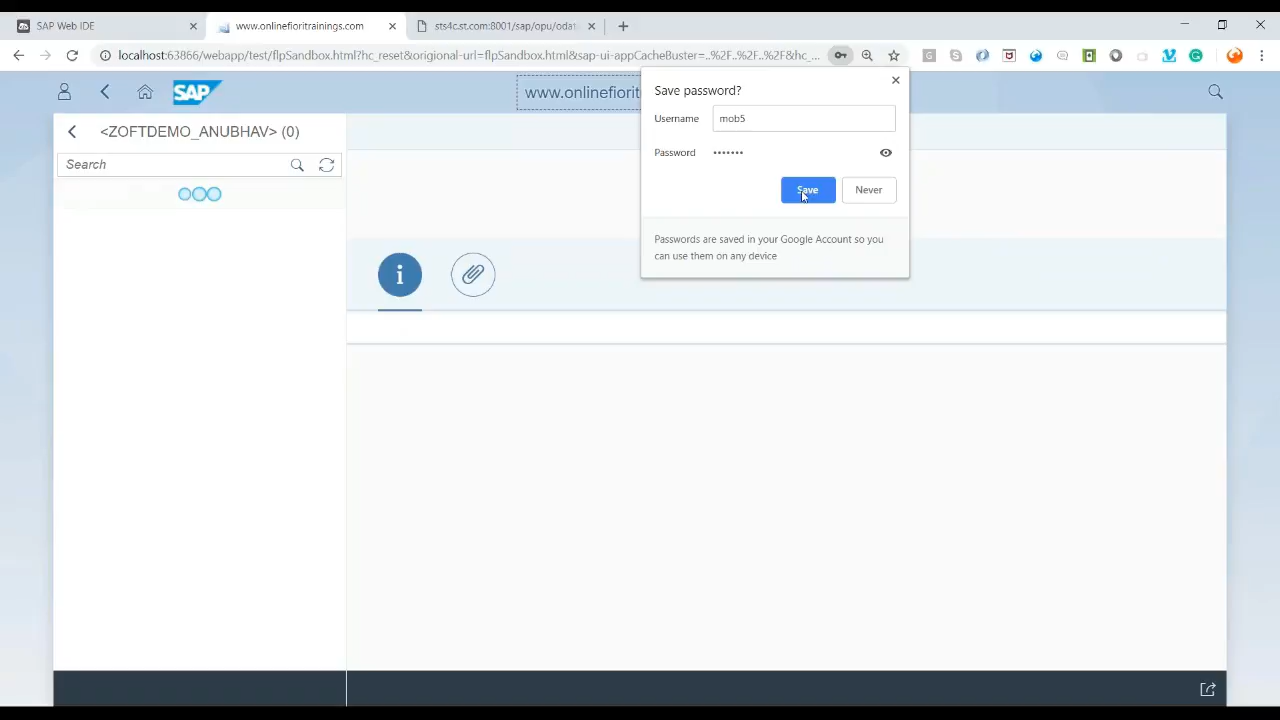 SAP Web IDE
www.onlinefioritrainings.com
sts4c.st.com:8001/sap/opu/odat
localhost:63866/webapp/test/flpSandbox.html?hc_reset&origional-url=flpSandbox.html&sap-ui-appCacheBuster=..%2F..%2F..%2F&hc_...
SAP
www.onlinefiorit
<ZOFTDEMO_ANUBHAV> (0)
Search
Save password?
Username
mob5
Password
•••••••
Save
Never
Passwords are saved in your Google Account so you
can use them on any device